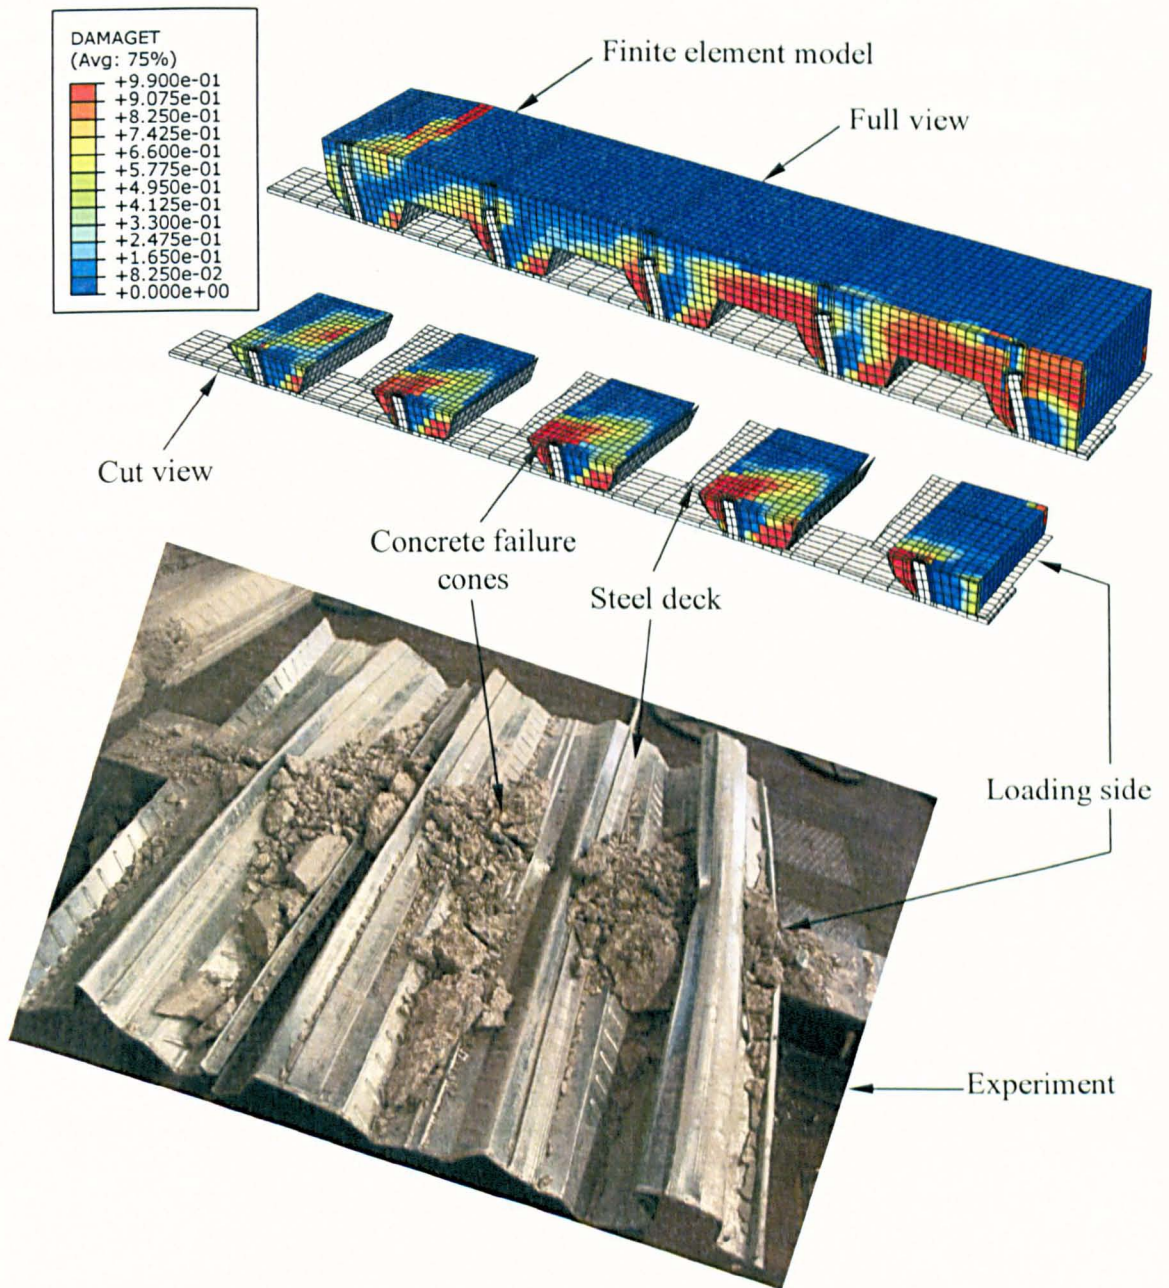 DAMAGET
(Avg: 75%)
+9.900e-01
+9.075e-01
+8.250e-01
+7.425e-01
+6.600e-01
+5.775e-01
+4.950e-01
+4.125e-01
+3.300e-01
+2.475e-01
+1.650e-01
+8.250e-02
+0.000e+00
Finite element model
Full view
Cut view
Concrete failure
cones
Steel deck
Loading side
Experiment